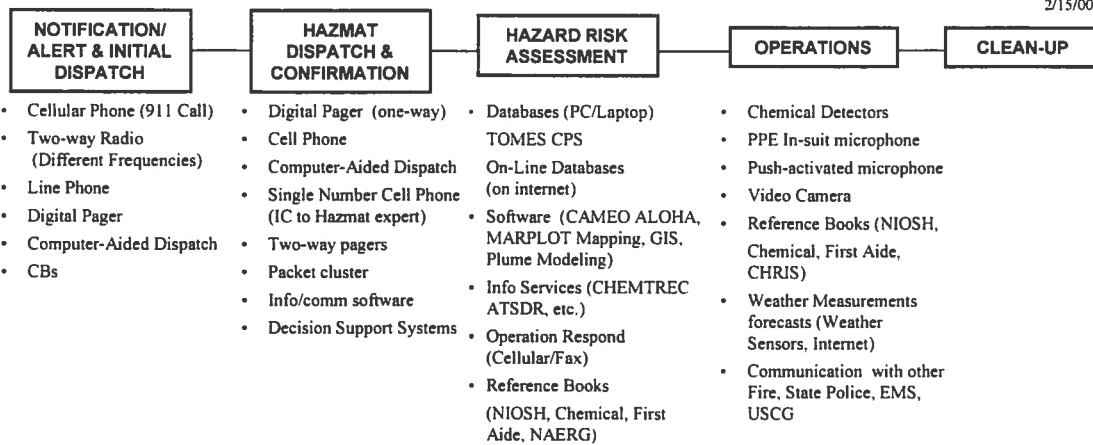 2/15/00
NOTIFICATION/
ALERT & INITIAL
DISPATCH
HAZMAT
DISPATCH &
CONFIRMATION
HAZARD RISK
ASSESSMENT
OPERATIONS
CLEAN-UP
• Cellular Phone (911 Call)
• Two-way Radio
(Different Frequencies)
• Line Phone
• Digital Pager
• Computer-Aided Dispatch
• CBs
• Digital Pager (one-way)
• Cell Phone
• Computer-Aided Dispatch
• Single Number Cell Phone
(IC to Hazmat expert)
• Two-way pagers
• Packet cluster
• Info/comm software
• Decision Support Systems
• Databases (PC/Laptop)
TOMES CPS
On-Line Databases
(on internet)
• Software (CAMEO ALOHA,
MARPLOT Mapping, GIS,
Plume Modeling)
• Info Services (CHEMTREC
ATSDR, etc.)
• Operation Respond
(Cellular/Fax)
• Reference Books
(NIOSH, Chemical, First
Aide, NAERG)
• Chemical Detectors
• PPE In-suit microphone
• Push-activated microphone
• Video Camera
• Reference Books (NIOSH,
Chemical, First Aide,
CHRIS)
• Weather Measurements
forecasts (Weather
Sensors, Internet)
• Communication with other
Fire, State Police, EMS,
USCG